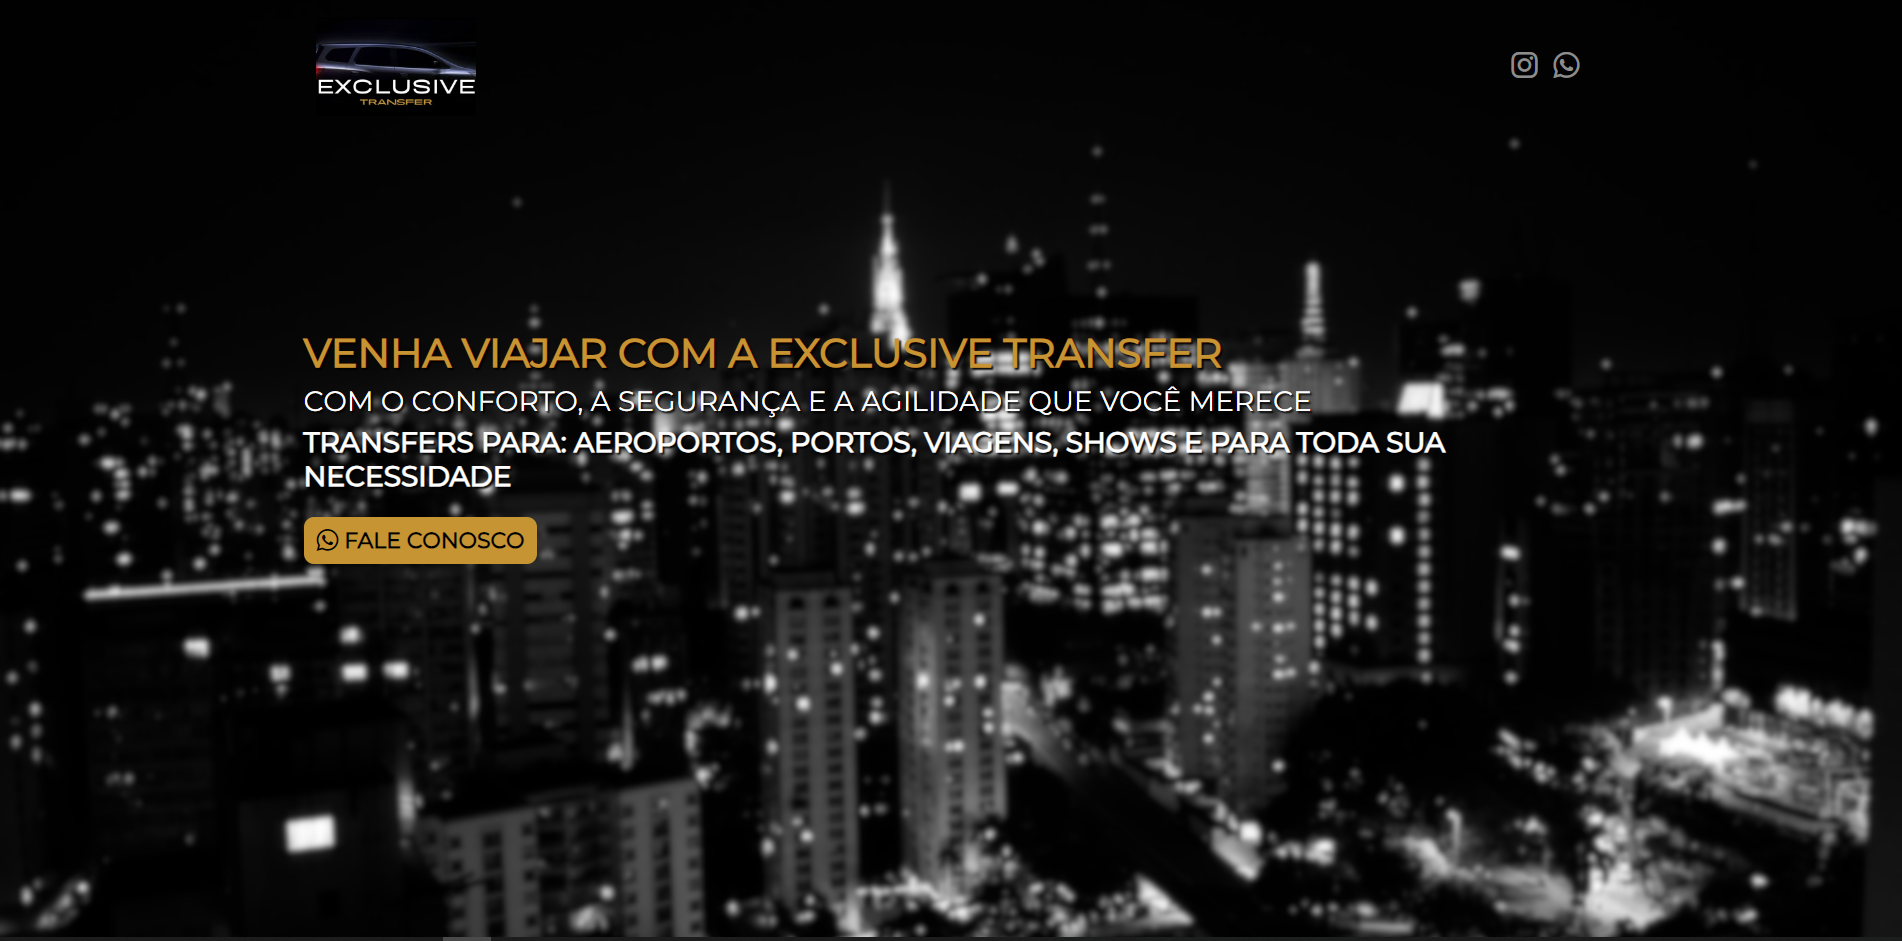 EXCLUSIVE
TRANSFER
VENHA VIAJAR COM A EXCLUSIVE TRANSFER
COM O CONFORTO, A SEGURANÇA E A AGILIDADE QUE VOCÊ MERECE
TRANSFERS PARA: AEROPORTOS, PORTOS, VIAGENS, SHOWS E PARA TODA SUA
NECESSIDADE
FALE CONOSCO